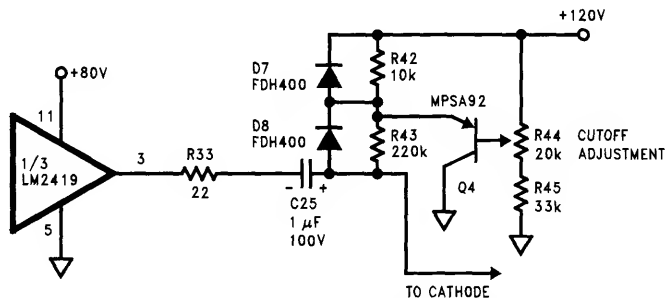 +120V
+80V
D7
FDH400
R42
10k
MPSA92
11
D8
FDH400
R43
220k
R44
20k
CUTOFF
ADJUSTMENT
1/3
LM2419
3
R33
22
- +
C25
1 μF
100V
Q4
R45
33k
5
TO CATHODE